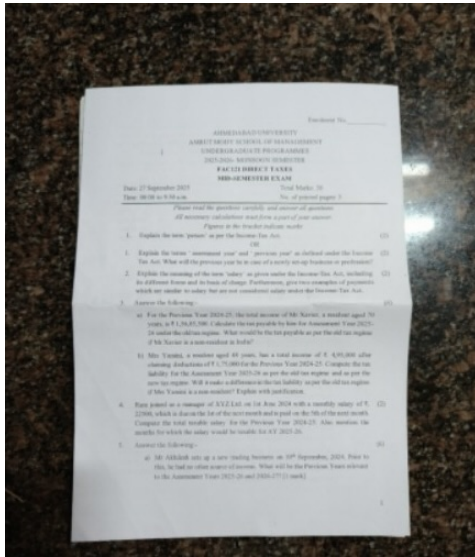 Enrolment No.
AHMEDABAD UNIVERSITY
AMRUT MODY SCHOOL OF MANAGEMENT
UNDERGRADUATE PROGRAMMES
2025-2026: MONSOON SEMESTER
FAC121 DIRECT TAXES
MID-SEMESTER EXAM
Date: 27 September 2025 Total Marks: 30
Time: to No. of printed pages: 3
Please read the questions carefully and answer all questions
All necessary calculations must form a part of your answer
Figures in the bracket indicate marks
1. Explain the term 'person' as per the Income-Tax Act.
OR
1. Explain the terms 'assessment year' and 'previous year' as defined under the Income
Tax Act. What will the previous year be in case of a newly set-up business or profession?
2. Explain the meaning of the term 'salary' as given under the Income-Tax Act, including
its different forms and its basis of charge. Furthermore, give two examples of payments
which are similar to salary but are not considered salary under the Income-Tax Act.
3. Answer the following -
a) For the Previous Year 2024-25, the total income of Mr. Xavier, a resident aged
years, is ₹ Calculate the tax payable by him for Assessment Year 2025-
26 under the old tax regime. What would be the tax payable as per the old tax regime
if Mr Xavier is a non-resident in India?
b) Mrs Yamini, a resident aged years, has a total income of ₹. after
claiming deductions of ₹ for the Previous Year 2024-25. Compute the tax
liability for the Assessment Year 2025-26 as per the old tax regime and as per the
new tax regime. Will it make a difference in the tax liability as per the old tax regime
if Mrs Yamini is a non-resident? Explain with justification.
4. Ram joined as a manager of XYZ Ltd on 1st June 2024 with a monthly salary of ₹.
22500, which is due on the 1st of the next month and is paid on the 5th of the next month.
Compute the total taxable salary for the Previous Year 2024-25. Also mention the
months for which the salary would be taxable for AY 2025-26.
5. Answer the following - (6)
a) Mr sets up a new trading business on September, 2024. Prior to
this, he had no other source of income. What will be the Previous Years relevant
to the Assessment Years 2025-26 and 2026-27? [1 mark]
1